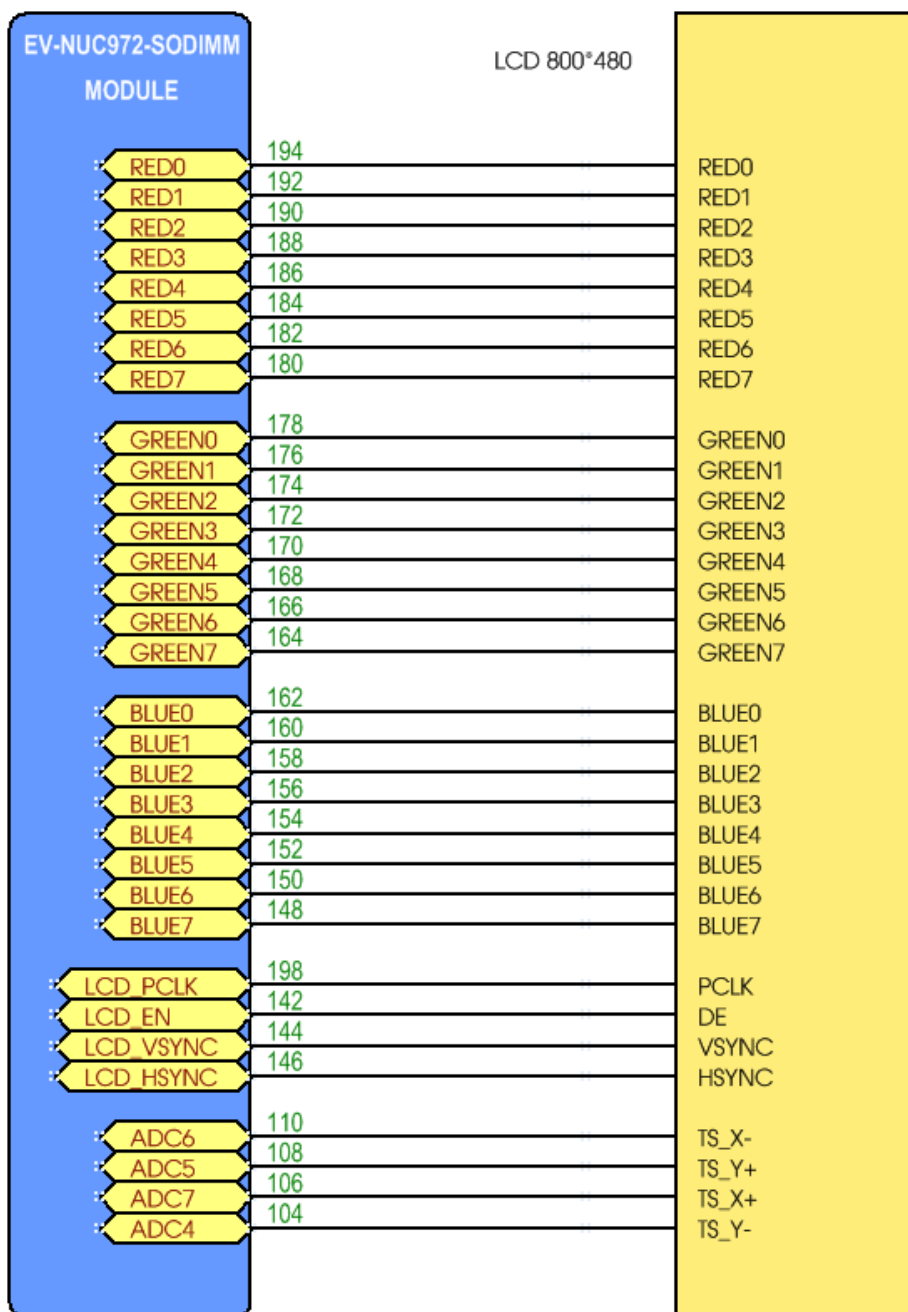 EV-NUC972-SODIMM
MODULE
LCD 800*480
RED0 194 RED0
RED1 192 RED1
RED2 190 RED2
RED3 188 RED3
RED4 186 RED4
RED5 184 RED5
RED6 182 RED6
RED7 180 RED7
GREEN0 178 GREEN0
GREEN1 176 GREEN1
GREEN2 174 GREEN2
GREEN3 172 GREEN3
GREEN4 170 GREEN4
GREEN5 168 GREEN5
GREEN6 166 GREEN6
GREEN7 164 GREEN7
BLUE0 162 BLUE0
BLUE1 160 BLUE1
BLUE2 158 BLUE2
BLUE3 156 BLUE3
BLUE4 154 BLUE4
BLUE5 152 BLUE5
BLUE6 150 BLUE6
BLUE7 148 BLUE7
LCD_PCLK 198 PCLK
LCD_EN 142 DE
LCD_VSYNC 144 VSYNC
LCD_HSYNC 146 HSYNC
ADC6 110 TS_X-
ADC5 108 TS_Y+
ADC7 106 TS_X+
ADC4 104 TS_Y-